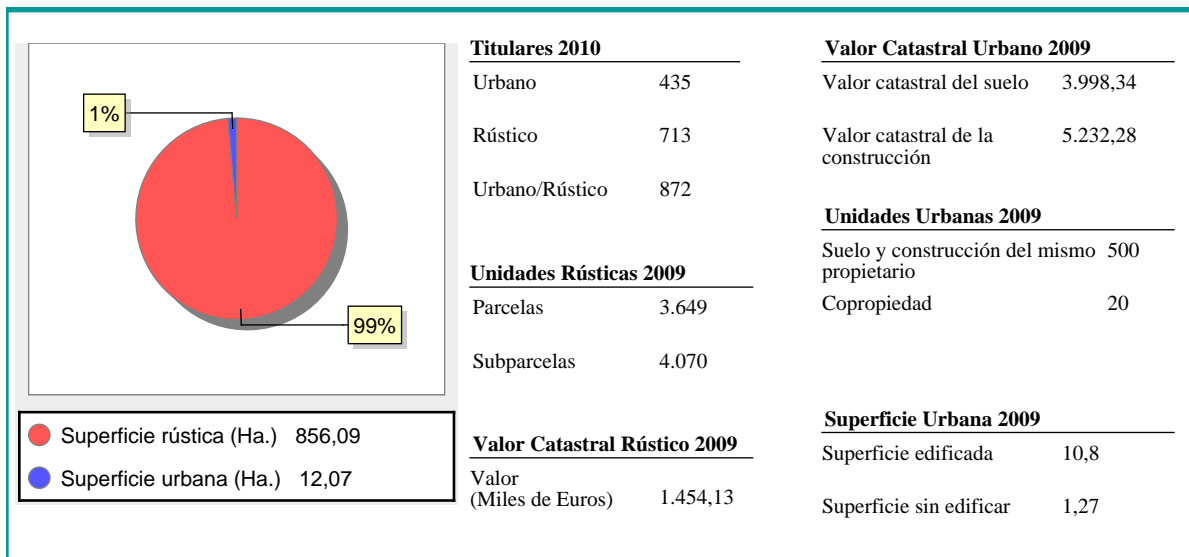 1%
99%
Superficie rústica (Ha.) 856,09
Superficie urbana (Ha.) 12,07
Titulares 2010
Urbano 435
Rústico 713
Urbano/Rústico 872
Unidades Rústicas 2009
Parcelas 3.649
Subparcelas 4.070
Valor Catastral Rústico 2009
Valor
(Miles de Euros) 1.454,13
Valor Catastral Urbano 2009
Valor catastral del suelo 3.998,34
Valor catastral de la 5.232,28
construcción
Unidades Urbanas 2009
Suelo y construcción del mismo 500
propietario
Copropiedad 20
Superficie Urbana 2009
Superficie edificada 10,8
Superficie sin edificar 1,27